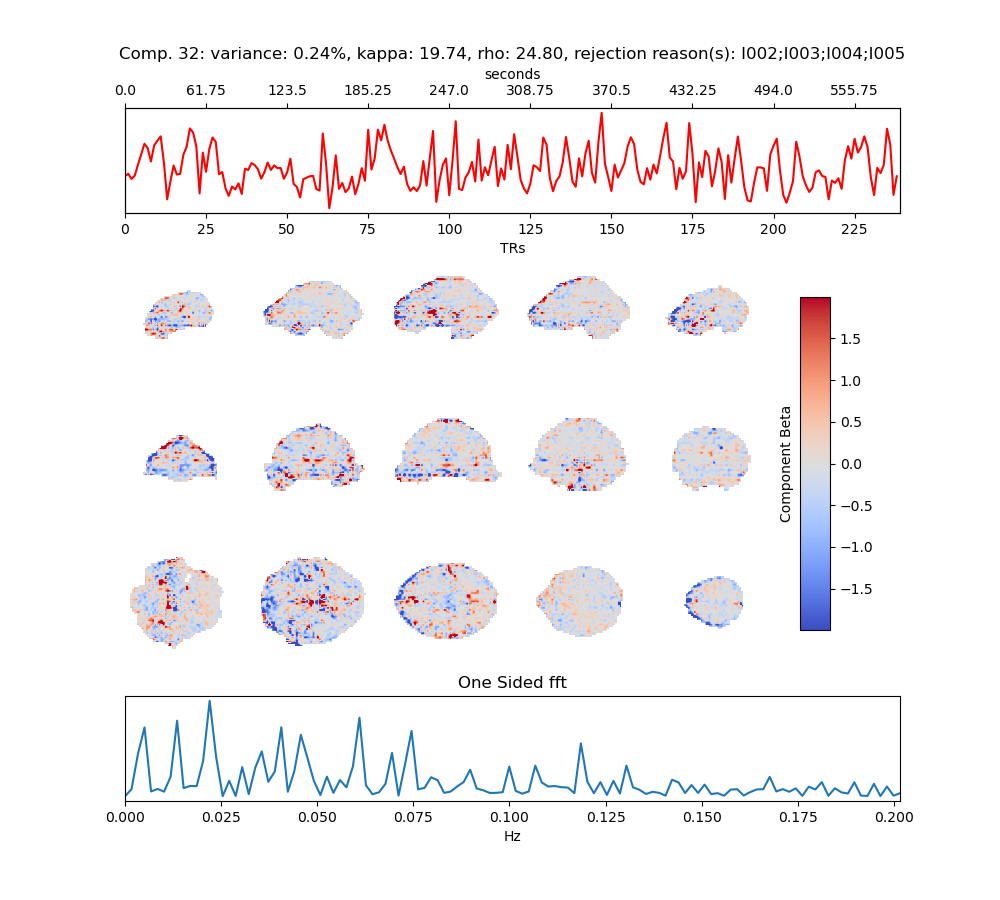 Comp. 32: variance: 0.24%, kappa: 19.74, rho: 24.80, rejection reason(s): I002;I003;I004;I005
seconds
0.0 61.75 123.5 185.25 247.0 308.75 370.5 432.25 494.0 555.75
0 25 50 75 100 125 150 175 200 225
TRs
Component Beta
1.5
1.0
0.5
0.0
−0.5
−1.0
−1.5
One Sided fft
0.000 0.025 0.050 0.075 0.100 0.125 0.150 0.175 0.200
Hz